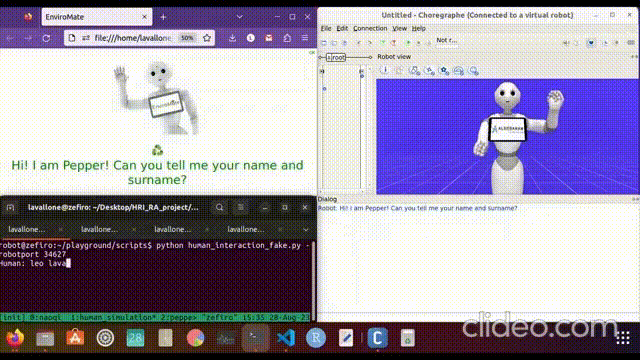 EnviroMate
file:///home/lavallon
50%
EnviroMate
Hi! I am Pepper! Can you tell me your name and
surname?
Untitled - Choregraphe (Connected to a virtual robot)
File Edit Connection View Help
Not r...
root
Robot view
ALDEBARAN
Dialog
Robot: Hi! I am Pepper! Can you tell me your name and surname?
lavallone@zefiro: ~/Desktop/HRI_RA_project/...
lavallone... lavallone... lavallone... lavallone...
robot@zefiro:~/playground/scripts$ python human_interaction_fake.py -
robotport 34627
Human: leo lava
[init] 0:naoqi 1:human_simulation* 2:peppe> "zefiro" 15:35 28-Aug-23
28
R
C
clideo.com